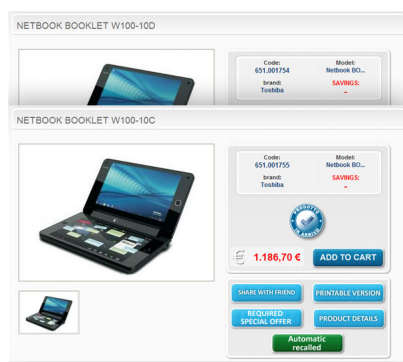 NETBOOK BOOKLET W100-10D
Code: Model:
651.001754 Netbook BO...
brand: SAVINGS:
Toshiba -
NETBOOK BOOKLET W100-10C
Code: Model:
651.001755 Netbook BO...
brand: SAVINGS:
Toshiba -
IN ARRIVO
€ 1.186,70 € ADD TO CART
SHARE WITH FRIEND PRINTABLE VERSION
REQUIRED
SPECIAL OFFER PRODUCT DETAILS
Automatic
recalled